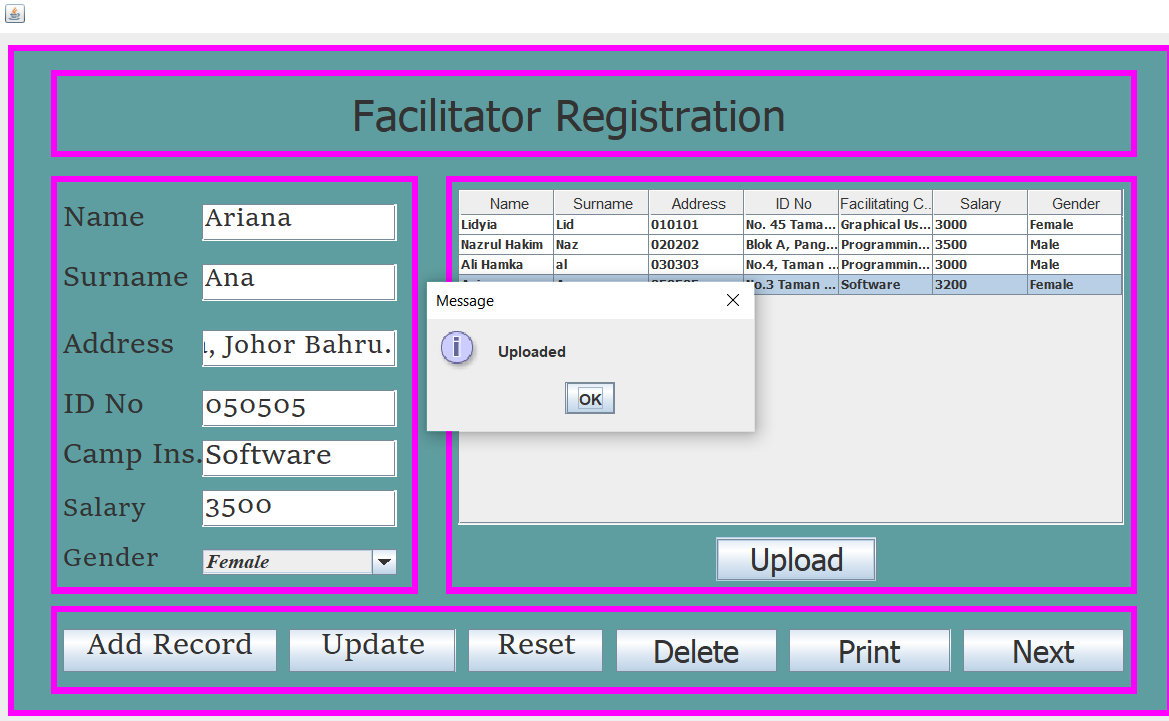 Facilitator Registration
Name Ariana
Surname Ana
Address , Johor Bahru.
ID No 050505
Camp Ins. Software
Salary 3500
Gender Female
Name Surname Address ID No Facilitating C... Salary Gender
Lidyia Lid 010101 No. 45 Tama... Graphical Us... 3000 Female
Nazrul Hakim Naz 020202 Blok A, Pang... Programmin... 3500 Male
Ali Hamka al 030303 No.4, Taman ... Programmin... 3000 Male
No.3 Taman ... Software 3200 Female
Message
Uploaded
OK
Upload
Add Record Update Reset Delete Print Next